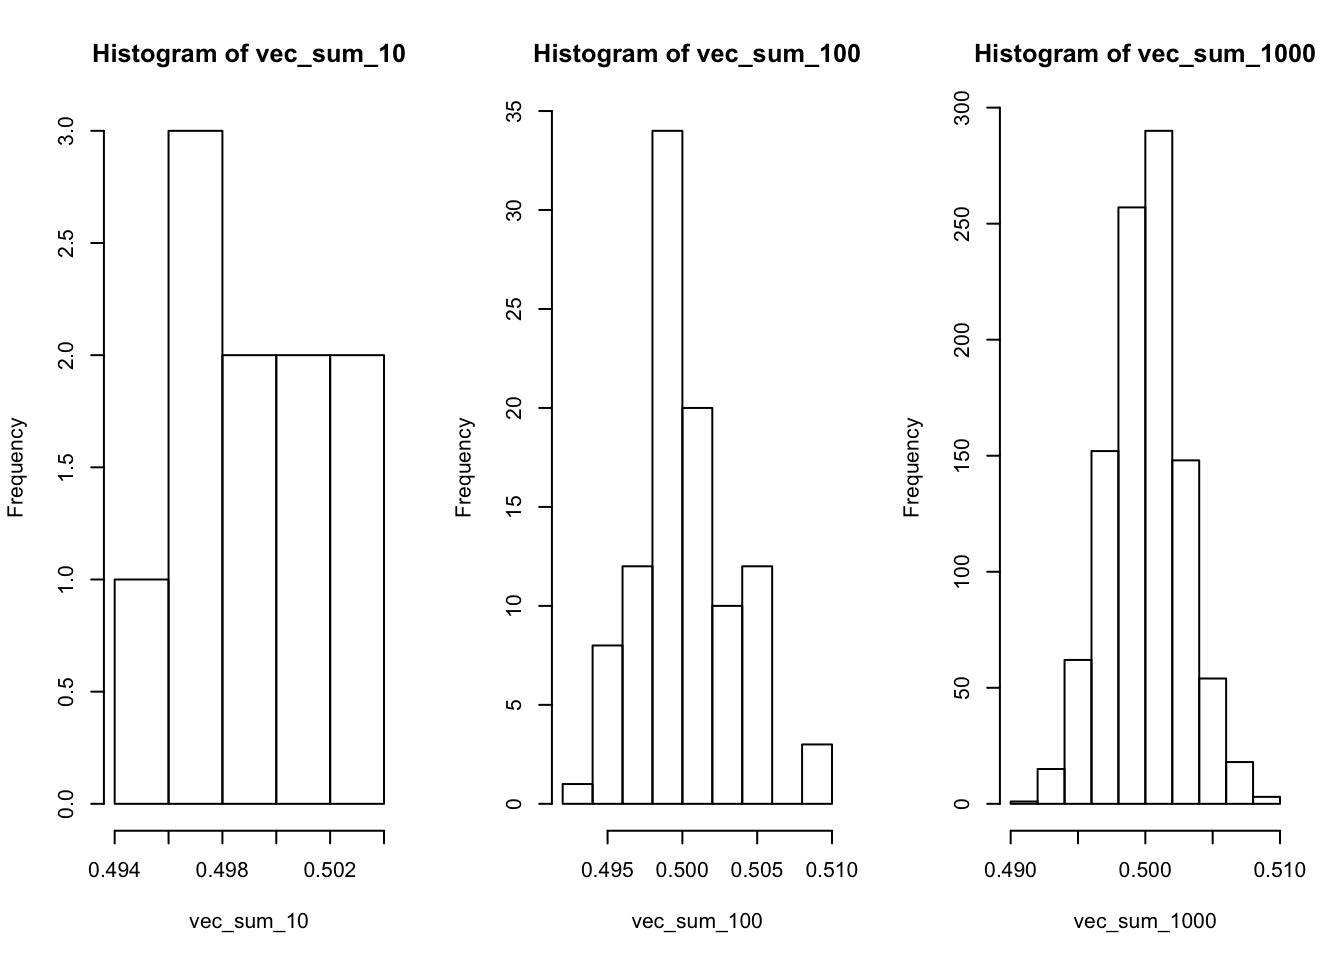 Histogram of vec_sum_10
Frequency
3.0
2.5
2.0
1.5
1.0
0.5
0.0
0.494 0.498 0.502
vec_sum_10
Histogram of vec_sum_100
Frequency
35
30
25
20
15
10
5
0
0.495 0.500 0.505 0.510
vec_sum_100
Histogram of vec_sum_1000
Frequency
300
250
200
150
100
50
0
0.490 0.500 0.510
vec_sum_1000